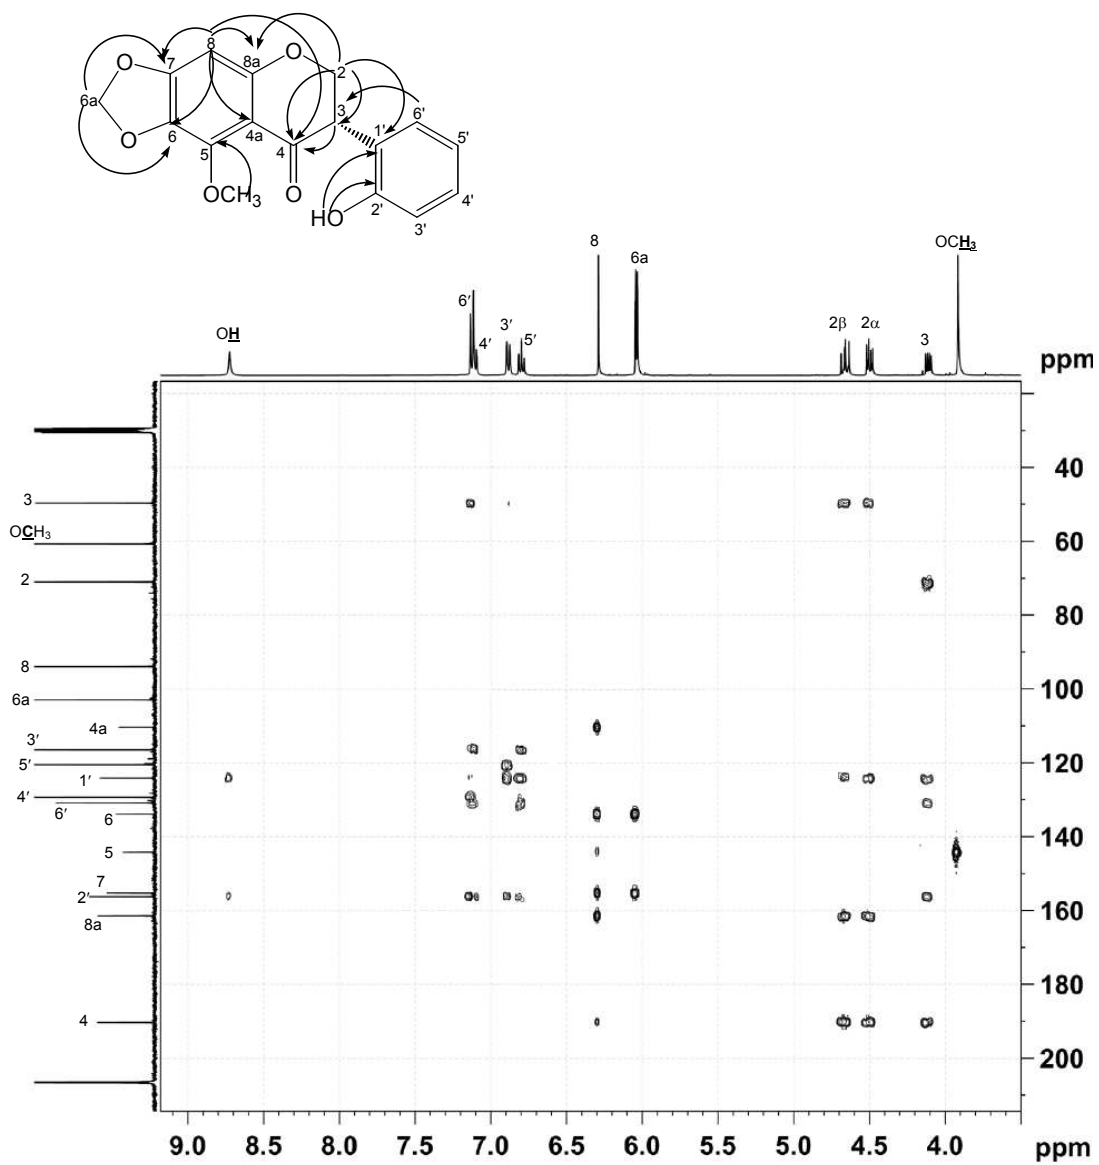 8
7
8a
O
O
2
6a
3
6'
O
6
4a
1'
5'
5
4
OCH3
O
HO
2'
4'
3'
OH
6′
4′
3′
5′
8
6a
2β
2α
3
OCH3
ppm
3
OCH3
2
8
6a
4a
3′
5′
1′
4′
6′
6
5
7
2′
8a
4
40
60
80
100
120
140
160
180
200
9.0 8.5 8.0 7.5 7.0 6.5 6.0 5.5 5.0 4.5 4.0 ppm